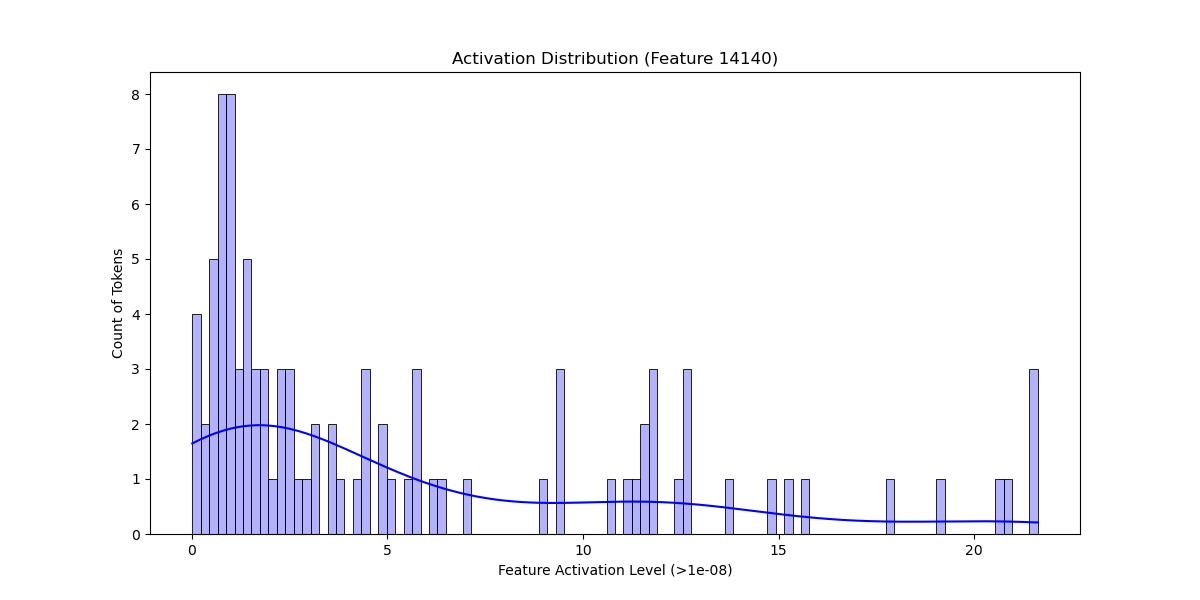 Activation Distribution (Feature 14140)
Count of Tokens
8
7
6
5
4
3
2
1
0
0 5 10 15 20
Feature Activation Level (>1e-08)